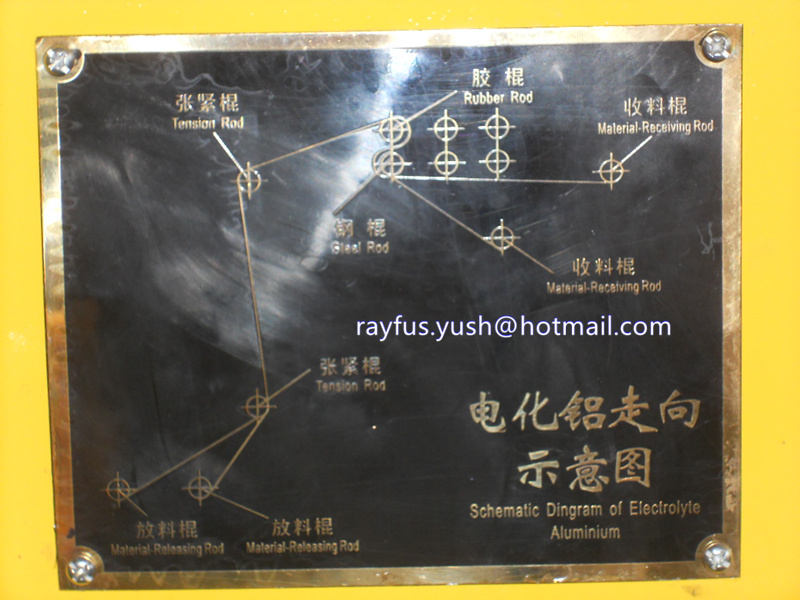 胶棍
Rubber Rod
张紧棍
Tension Rod
收料棍
Material-Receiving Rod
钢棍
Gleel Rod
收料棍
Material-Receiving Rod
rayfus.yush@hotmail.com
张紧棍
Tension Rod
电化铝走向
示意图
Schematic Dingram of Electrolyte
Aluminium
放料棍
Material-Releasing Rod
放料棍
Material-Releasing Rod